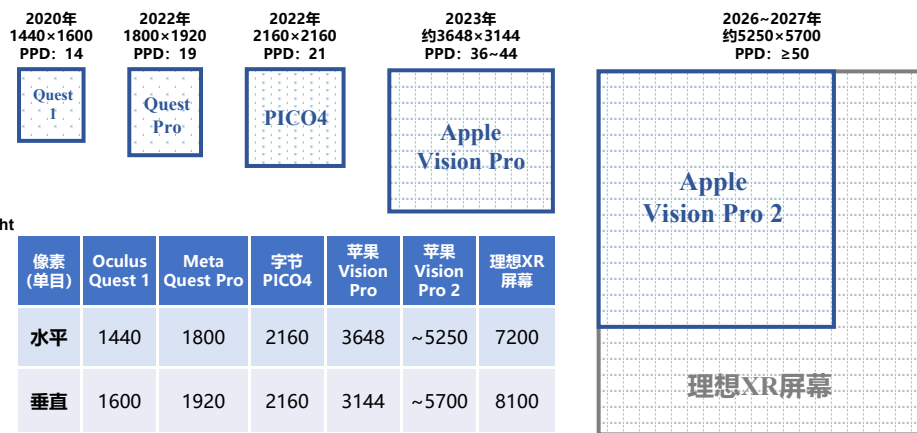 2020年
1440×1600
PPD：14
2022年
1800×1920
PPD：19
2022年
2160×2160
PPD：21
2023年
约3648×3144
PPD：36~44
2026~2027年
约5250×5700
PPD：≥50
Quest
1
Quest
Pro
PICO4
Apple
Vision Pro
Apple
Vision Pro 2
理想XR屏幕
ht
像素
(单目)
Oculus
Quest 1
Meta
Quest Pro
字节
PICO4
苹果
Vision
Pro
苹果
Vision
Pro 2
理想XR
屏幕
水平 1440 1800 2160 3648 ~5250 7200
垂直 1600 1920 2160 3144 ~5700 8100